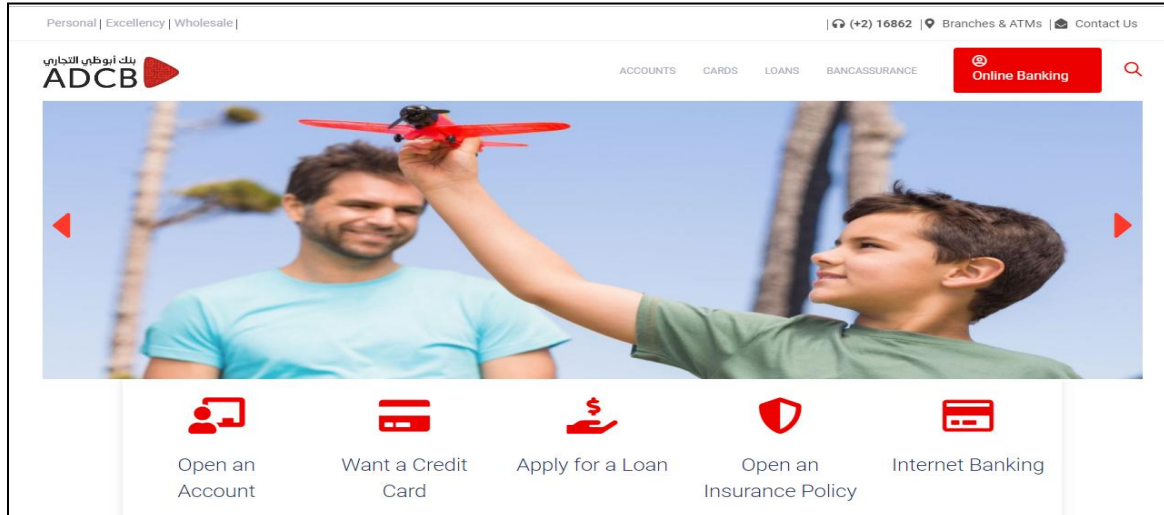 Personal | Excellency | Wholesale |
| (+2) 16862 | Branches & ATMs | Contact Us
بنك أبوظبي التجاري
ADCB
ACCOUNTS CARDS LOANS BANCASSURANCE
Online Banking
Open an
Account
Want a Credit
Card
Apply for a Loan
Open an
Insurance Policy
Internet Banking